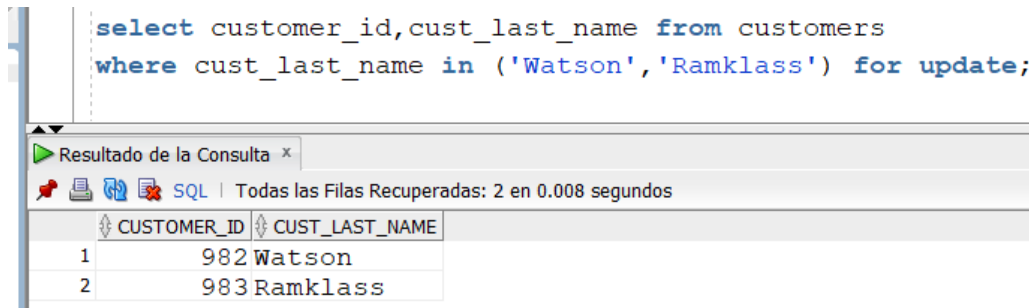 select customer_id,cust_last_name from customers
where cust_last_name in ('Watson','Ramklass') for update;
Resultado de la Consulta x
SQL | Todas las Filas Recuperadas: 2 en 0.008 segundos
CUSTOMER_ID CUST_LAST_NAME
1 982 Watson
2 983 Ramklass